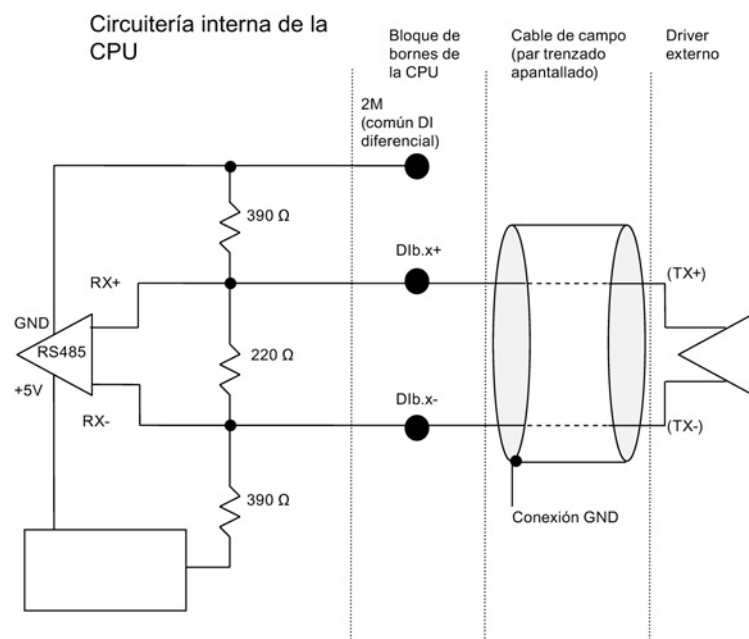 Circuitería interna de la
CPU
Bloque de
bornes de
la CPU
Cable de campo
(par trenzado
apantallado)
Driver
externo
2M
(común DI
diferencial)
390 Ω
DIb.x+
RX+
(TX+)
GND
RS485
220 Ω
+5V
DIb.x-
RX-
(TX-)
390 Ω
Conexión GND